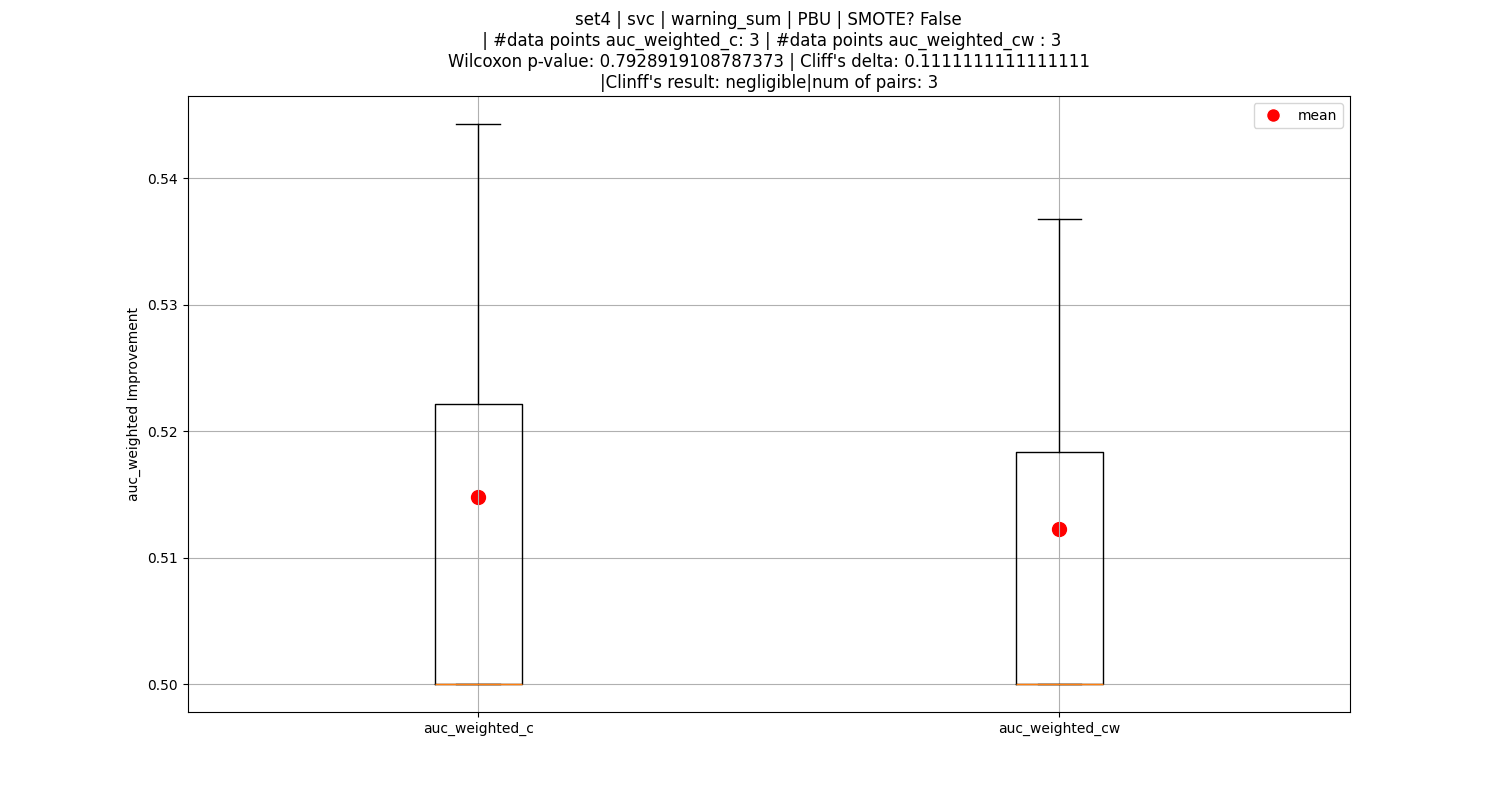 set4 | svc | warning_sum | PBU | SMOTE? False
| #data points auc_weighted_c: 3 | #data points auc_weighted_cw : 3
Wilcoxon p-value: 0.7928919108787373 | Cliff's delta: 0.1111111111111111
|Clinff's result: negligible|num of pairs: 3
mean
0.54
0.53
0.52
0.51
0.50
auc_weighted Improvement
auc_weighted_c
auc_weighted_cw